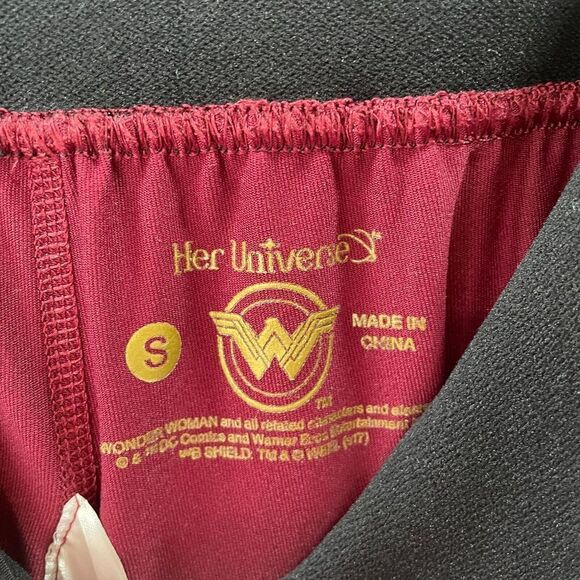 Her Universe
S
MADE IN
CHINA
TM
WONDER WOMAN and all related characters and
© & ™ DC Comics and Warner Bros. Entertainment
WB SHIELD: TM & © WBEI. (s17)